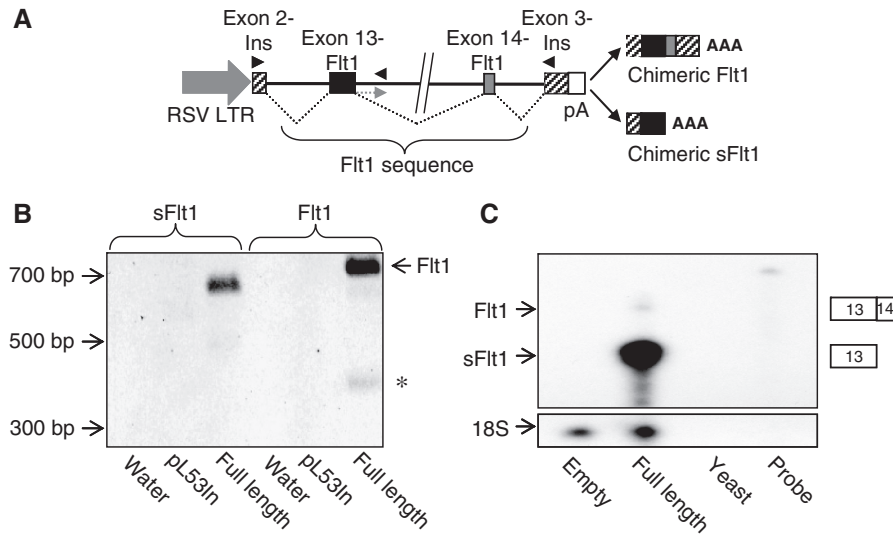 A
Exon 2-
Ins
Exon 13-
Flt1
Exon 14-
Flt1
Exon 3-
Ins
RSV LTR
pA
AAA
Chimeric Flt1
AAA
Chimeric sFlt1
Flt1 sequence
B
sFlt1
Flt1
700 bp
500 bp
300 bp
Flt1
*
Water
pL53In
Full length
Water
pL53In
Full length
C
Flt1
sFlt1
18S
13
14
13
Empty
Full length
Yeast
Probe